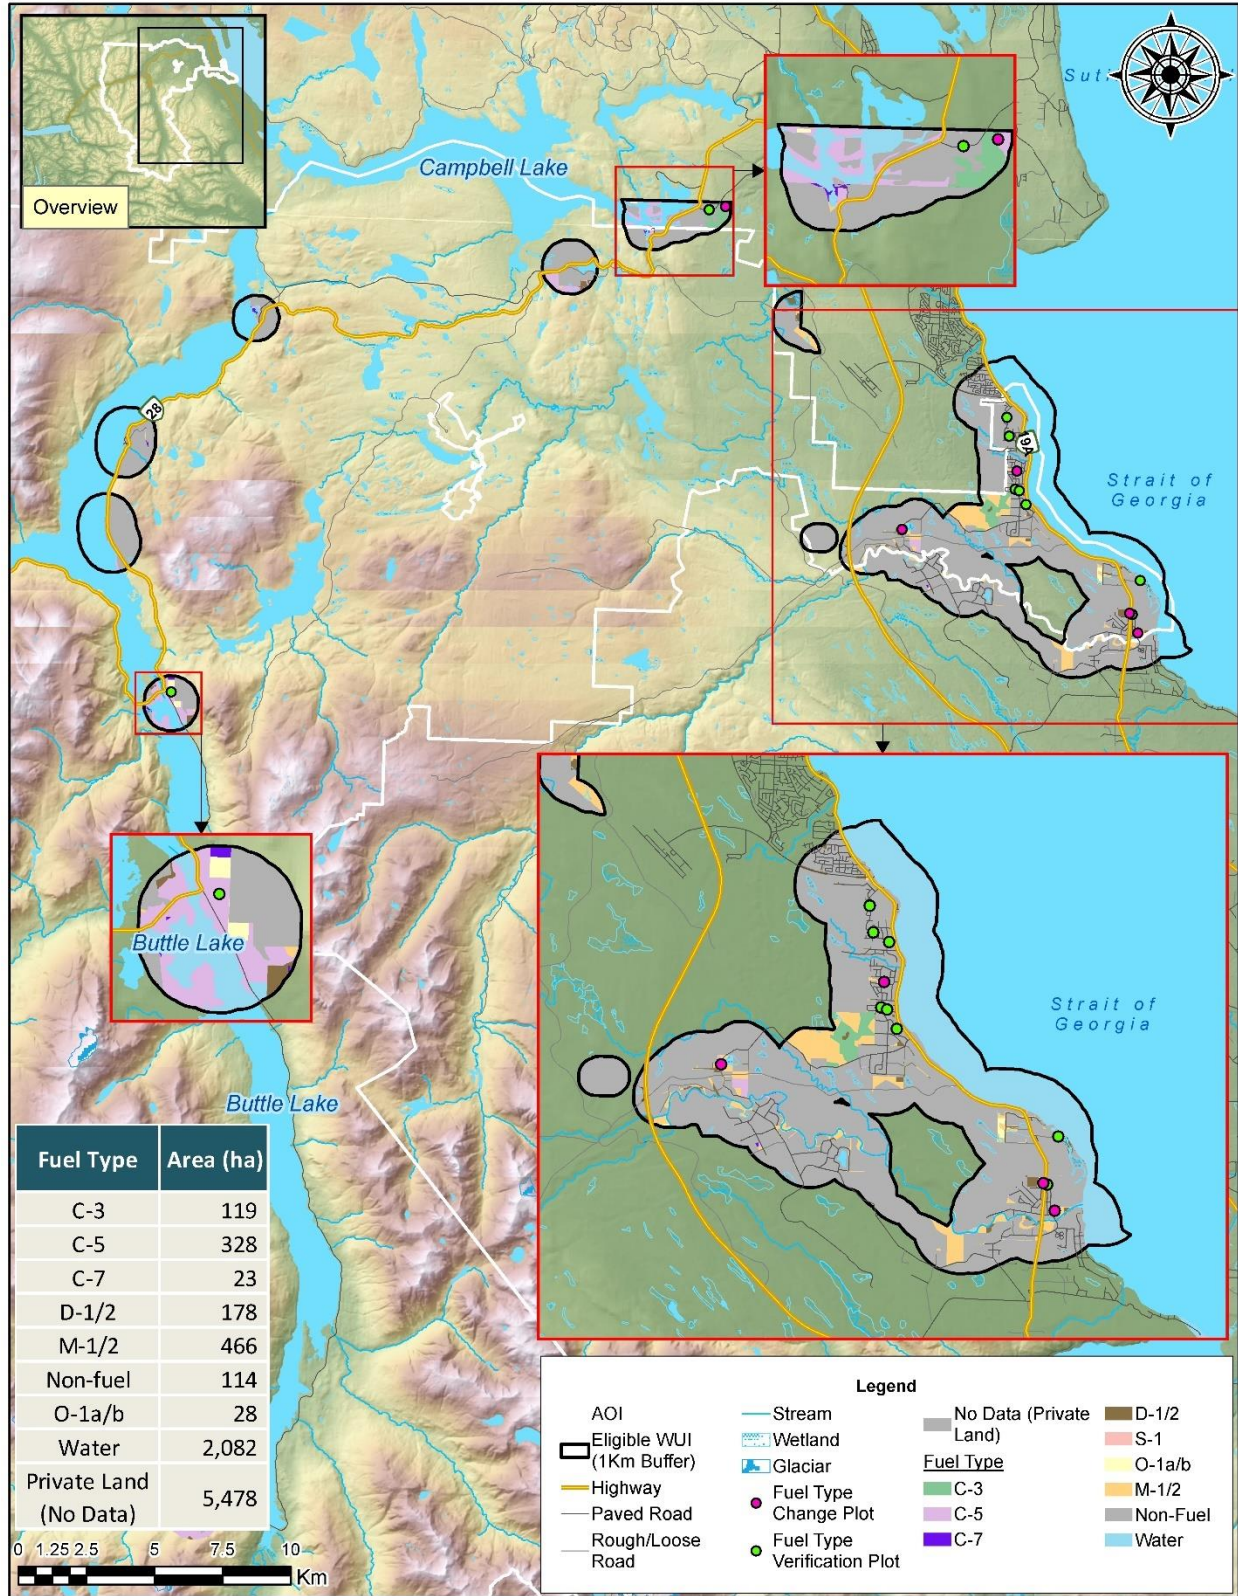 Overview
Campbell Lake
28
19A
Strait of
Georgia
Buttle Lake
Buttle Lake
Strait of
Georgia
Fuel Type Area (ha)
C-3 119
C-5 328
C-7 23
D-1/2 178
M-1/2 466
Non-fuel 114
O-1a/b 28
Water 2,082
Private Land
(No Data) 5,478
0 1.25 2.5 5 7.5 10
Km
Legend
AOI
Eligible WUI
(1Km Buffer)
Highway
Paved Road
Rough/Loose
Road
Stream
Wetland
Glaciar
Fuel Type
Change Plot
Fuel Type
Verification Plot
No Data (Private
Land)
Fuel Type
C-3
C-5
C-7
D-1/2
S-1
O-1a/b
M-1/2
Non-Fuel
Water